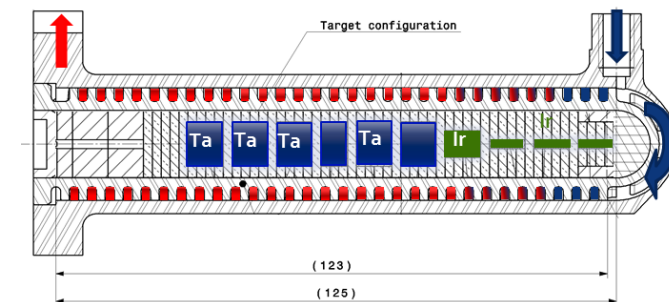 Target configuration
Ir
Ta Ta Ta Ta Ir
(123)
(125)